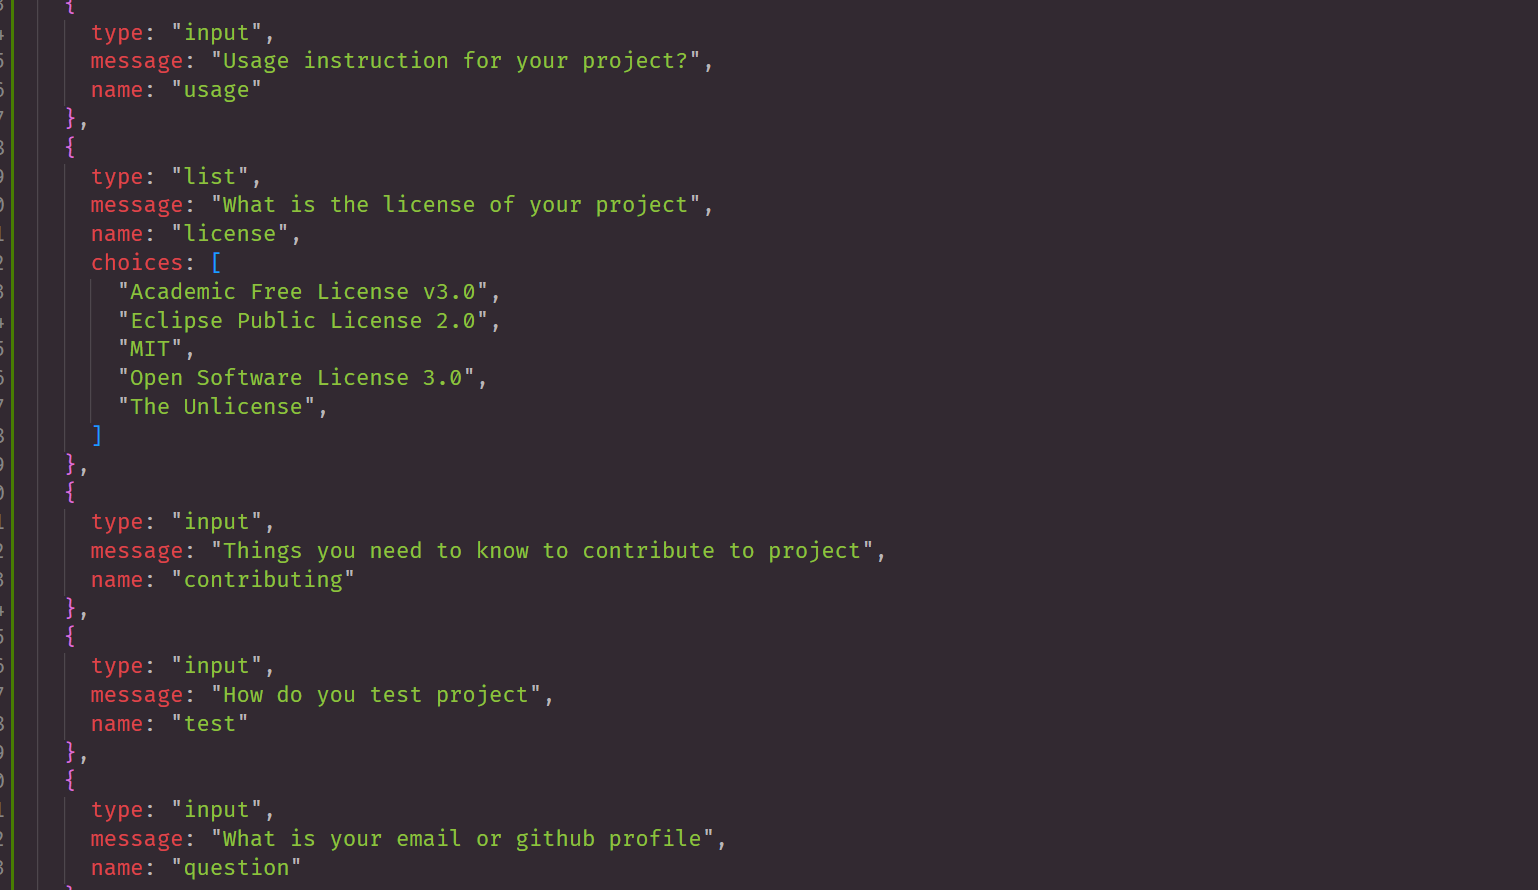 {
type: "input",
message: "Usage instruction for your project?",
name: "usage"
},
{
type: "list",
message: "What is the license of your project",
name: "license",
choices: [
"Academic Free License v3.0",
"Eclipse Public License 2.0",
"MIT",
"Open Software License 3.0",
"The Unlicense",
]
},
{
type: "input",
message: "Things you need to know to contribute to project",
name: "contributing"
},
{
type: "input",
message: "How do you test project",
name: "test"
},
{
type: "input",
message: "What is your email or github profile",
name: "question"
}